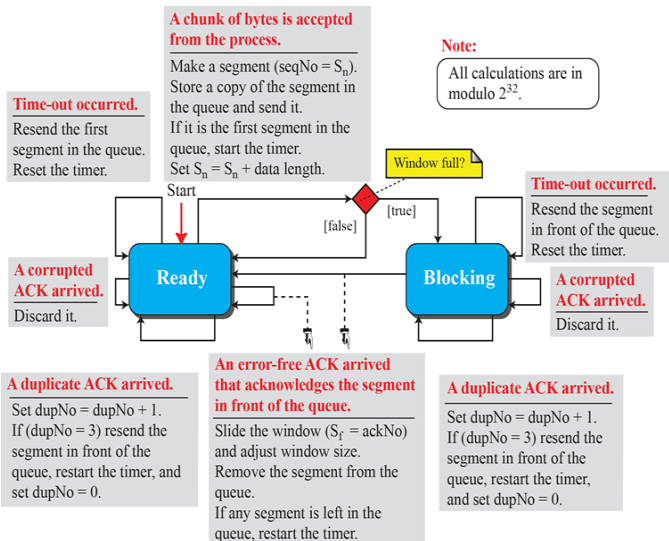 A chunk of bytes is accepted
from the process.
Make a segment (seqNo = Sn).
Store a copy of the segment in
the queue and send it.
If it is the first segment in the
queue, start the timer.
Set Sn = Sn + data length.
Note:
All calculations are in
modulo 2^32.
Time-out occurred.
Resend the first
segment in the queue.
Reset the timer.
Window full?
Start
[false]
[true]
Time-out occurred.
Resend the segment
in front of the queue.
Reset the timer.
Ready
Blocking
A corrupted
ACK arrived.
Discard it.
A corrupted
ACK arrived.
Discard it.
A duplicate ACK arrived.
Set dupNo = dupNo + 1.
If (dupNo = 3) resend the
segment in front of the
queue, restart the timer, and
set dupNo = 0.
An error-free ACK arrived
that acknowledges the segment
in front of the queue.
Slide the window (Sf = ackNo)
and adjust window size.
Remove the segment from the
queue.
If any segment is left in the
queue, restart the timer.
A duplicate ACK arrived.
Set dupNo = dupNo + 1.
If (dupNo = 3) resend the
segment in front of the
queue, restart the timer,
and set dupNo = 0.